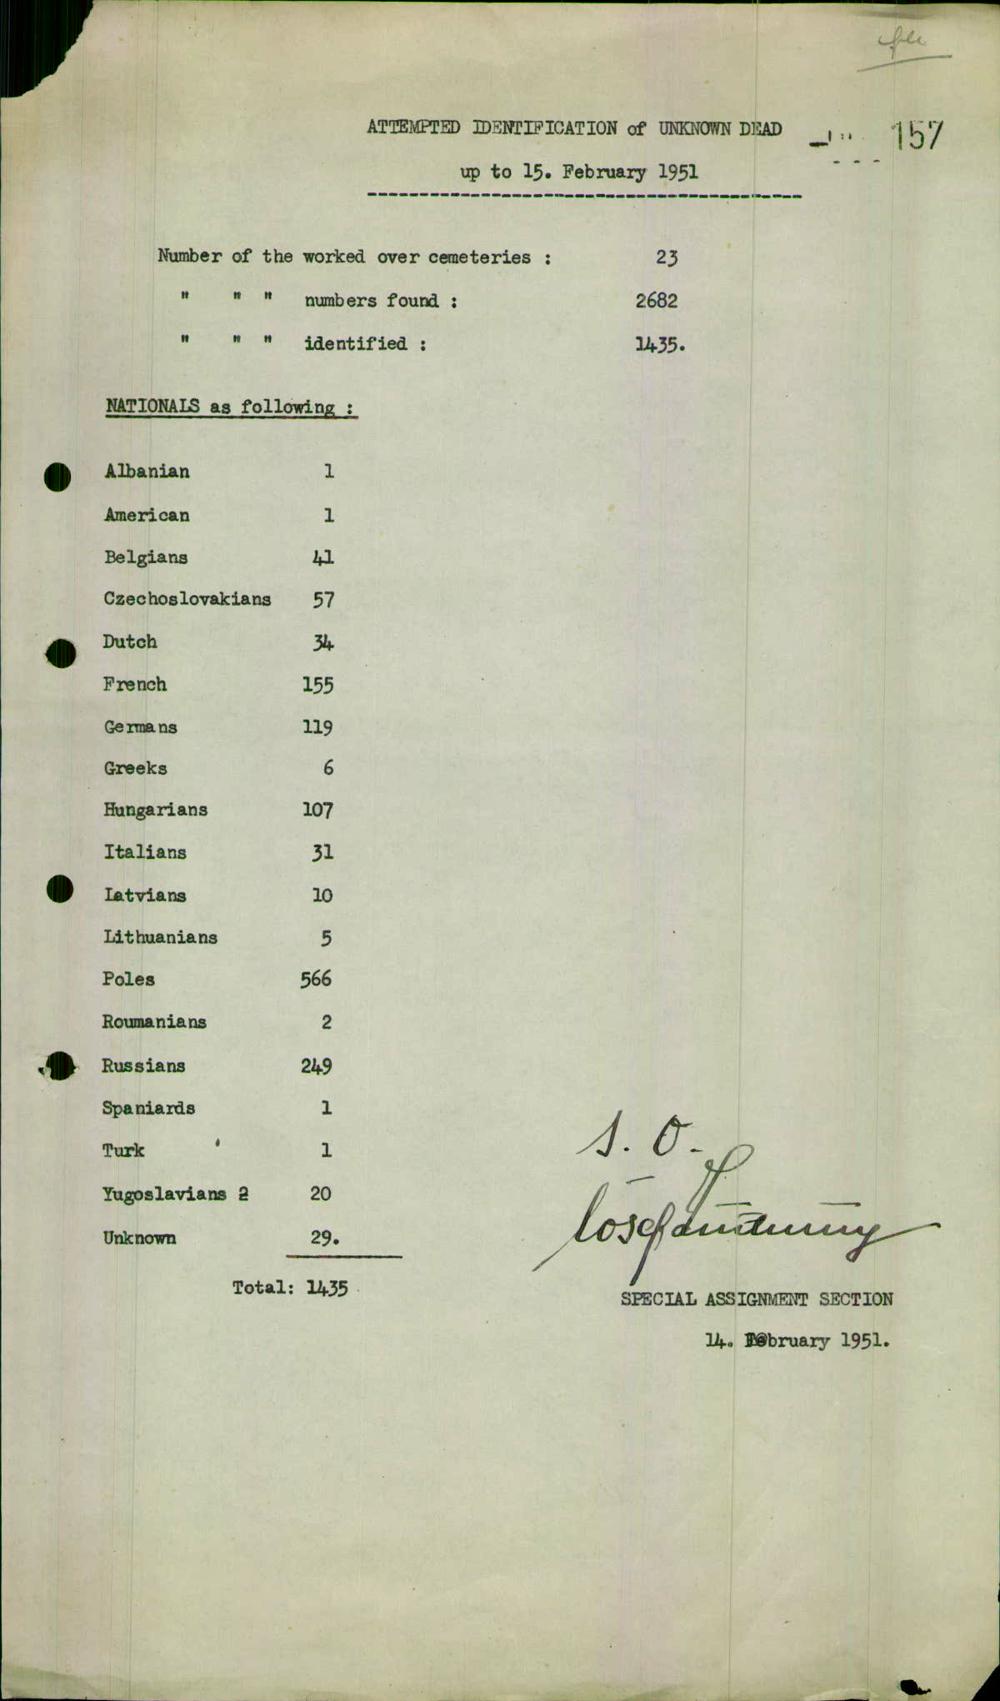 file
ATTEMPTED IDENTIFICATION of UNKNOWN DEAD
157
up to 15. February 1951
Number of the worked over cemeteries : 23
" " " numbers found : 2682
" " " identified : 1435.
NATIONALS as following :
Albanian 1
American 1
Belgians 41
Czechoslovakians 57
Dutch 34
French 155
Germans 119
Greeks 6
Hungarians 107
Italians 31
Latvians 10
Lithuanians 5
Poles 566
Roumanians 2
Russians 249
Spaniards 1
Turk 1
Yugoslavians 2 20
Unknown 29.
Total: 1435
S. O.
SPECIAL ASSIGNMENT SECTION
14. February 1951.